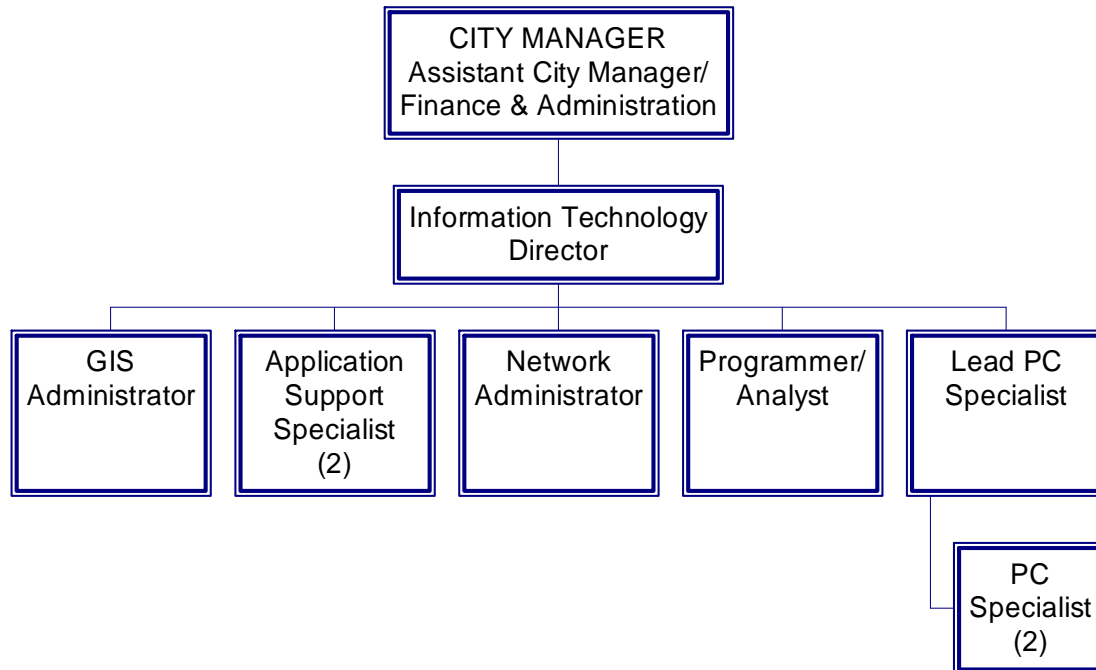 CITY MANAGER
Assistant City Manager/
Finance & Administration
Information Technology
Director
GIS
Administrator
Application
Support
Specialist
(2)
Network
Administrator
Programmer/
Analyst
Lead PC
Specialist
PC
Specialist
(2)